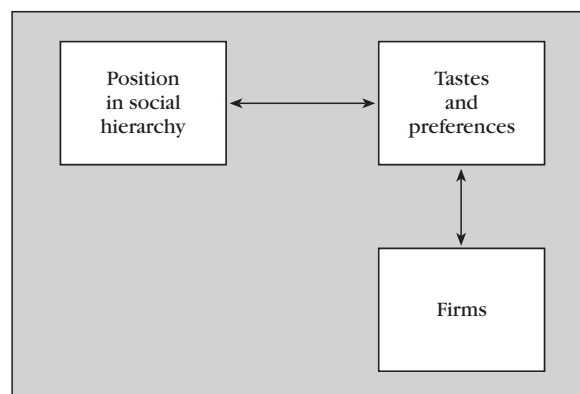 Position
in social
hierarchy
Tastes
and
preferences
Firms